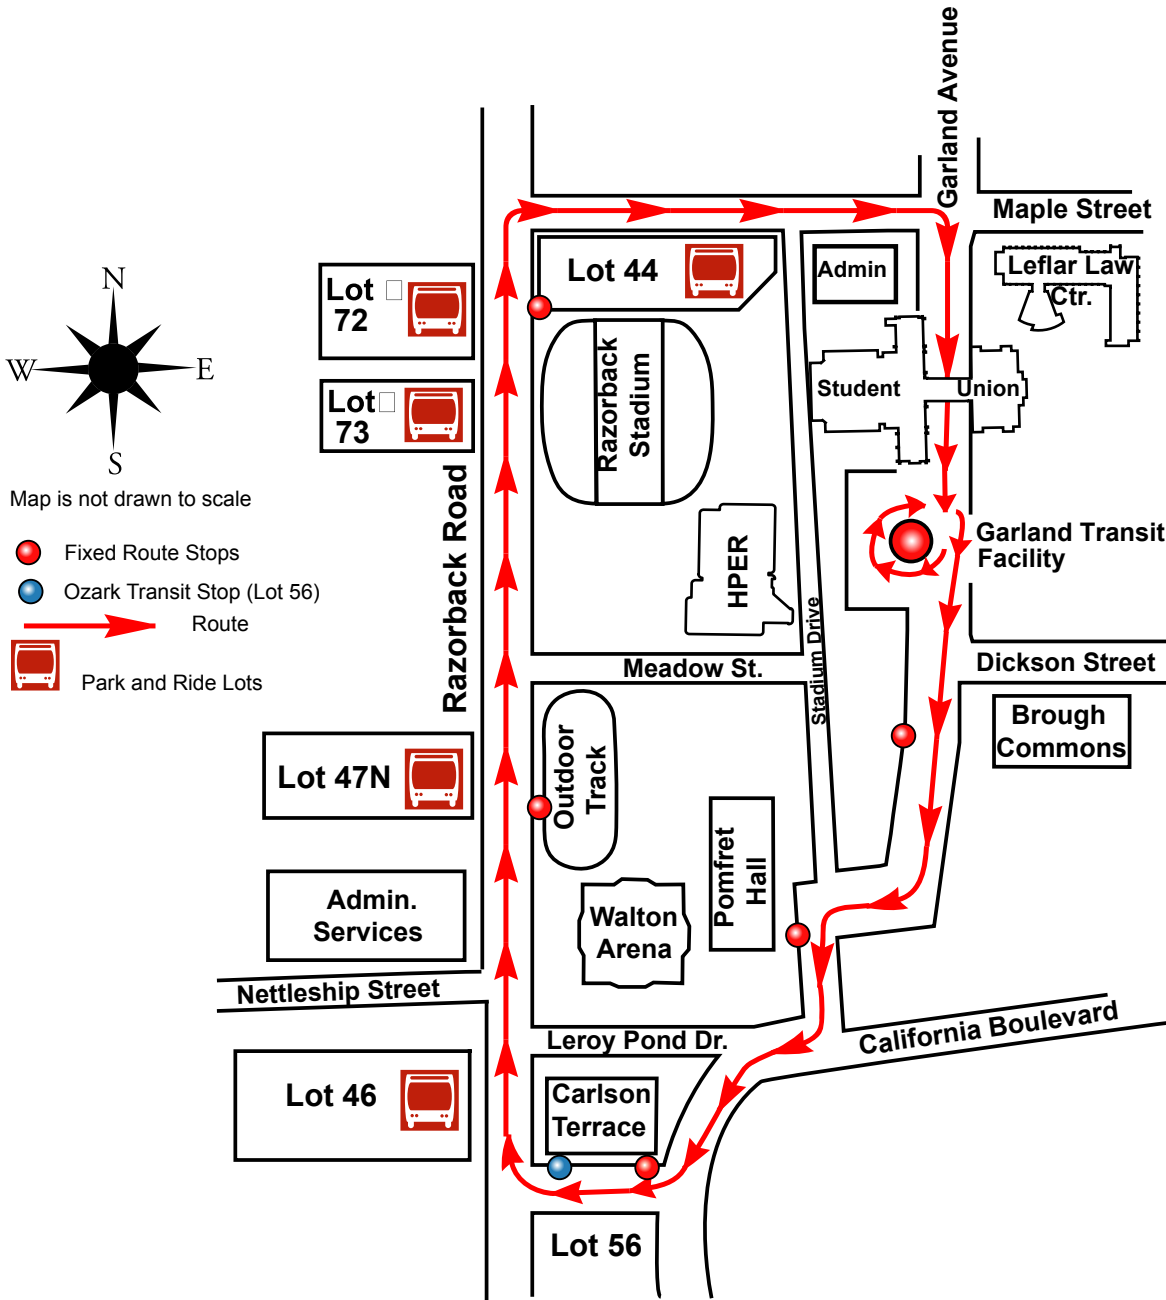 Garland Avenue
Maple Street
Lot 44
Admin
Leflar Law
Ctr.
Lot
72
N
W
E
S
Lot
73
Razorback
Stadium
Student
Union
Map is not drawn to scale
Fixed Route Stops
Ozark Transit Stop (Lot 56)
Route
Park and Ride Lots
Razorback Road
HPER
Garland Transit
Facility
Stadium Drive
Meadow St.
Dickson Street
Brough
Commons
Lot 47N
Outdoor
Track
Pomfret
Hall
Admin.
Services
Walton
Arena
Nettleship Street
Leroy Pond Dr.
California Boulevard
Lot 46
Carlson
Terrace
Lot 56